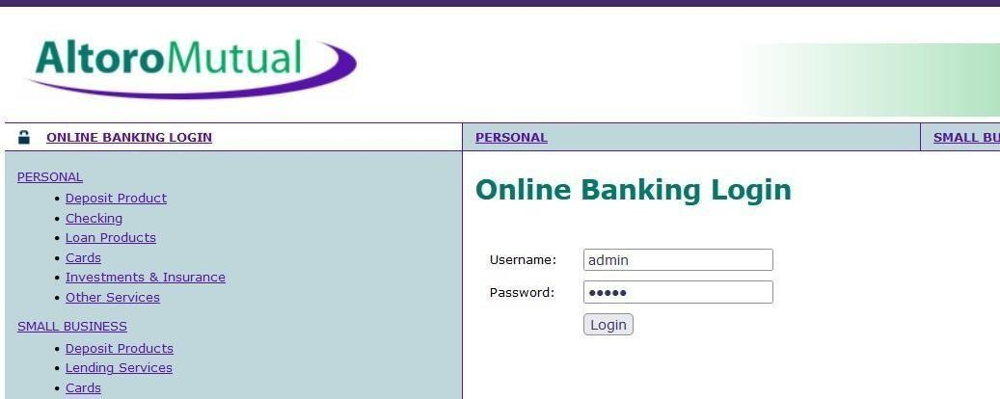 AltoroMutual
ONLINE BANKING LOGIN
PERSONAL
SMALL BU
PERSONAL
Deposit Product
Checking
Loan Products
Cards
Investments & Insurance
Other Services
SMALL BUSINESS
Deposit Products
Lending Services
Cards
Online Banking Login
Username: admin
Password: •••••
Login